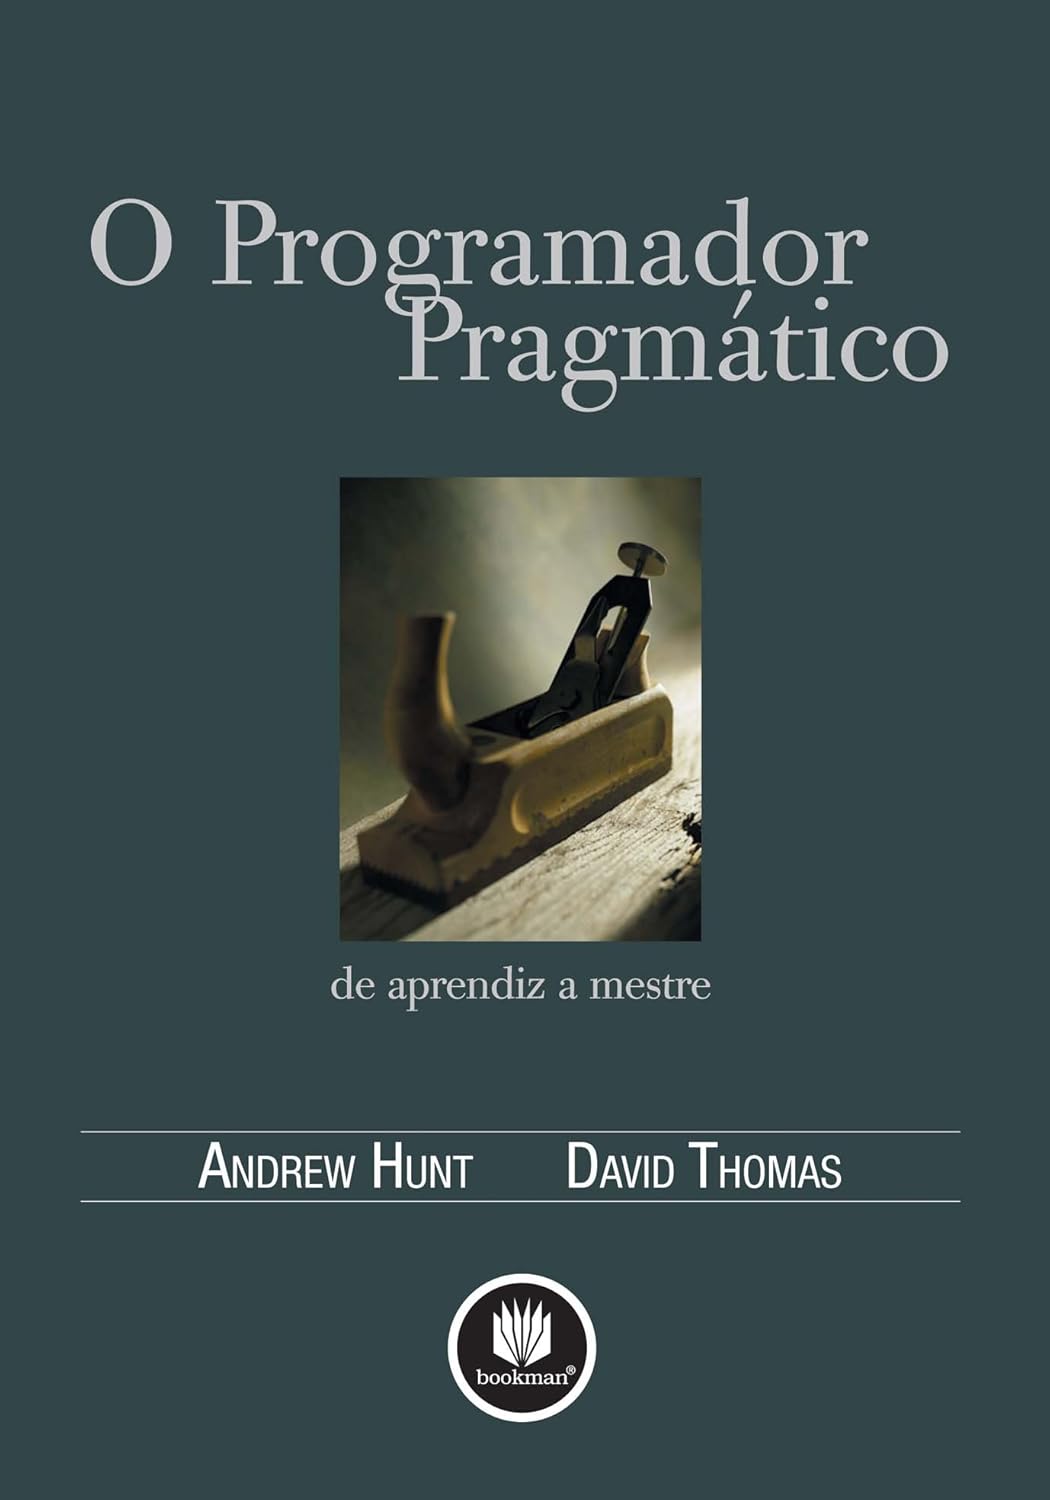 O Programador
Pragmático
de aprendiz a mestre
ANDREW HUNT DAVID THOMAS
bookman®